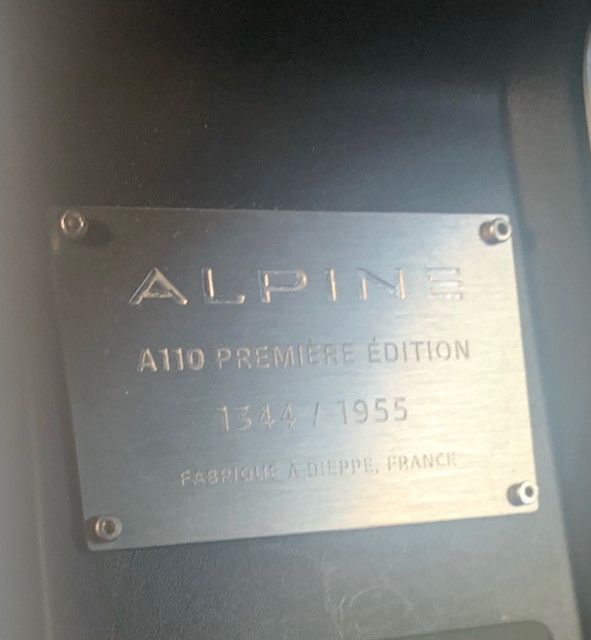 ALPINE
A110 PREMIÈRE ÉDITION
1344 / 1955
FABRIQUÉ À DIEPPE, FRANCE